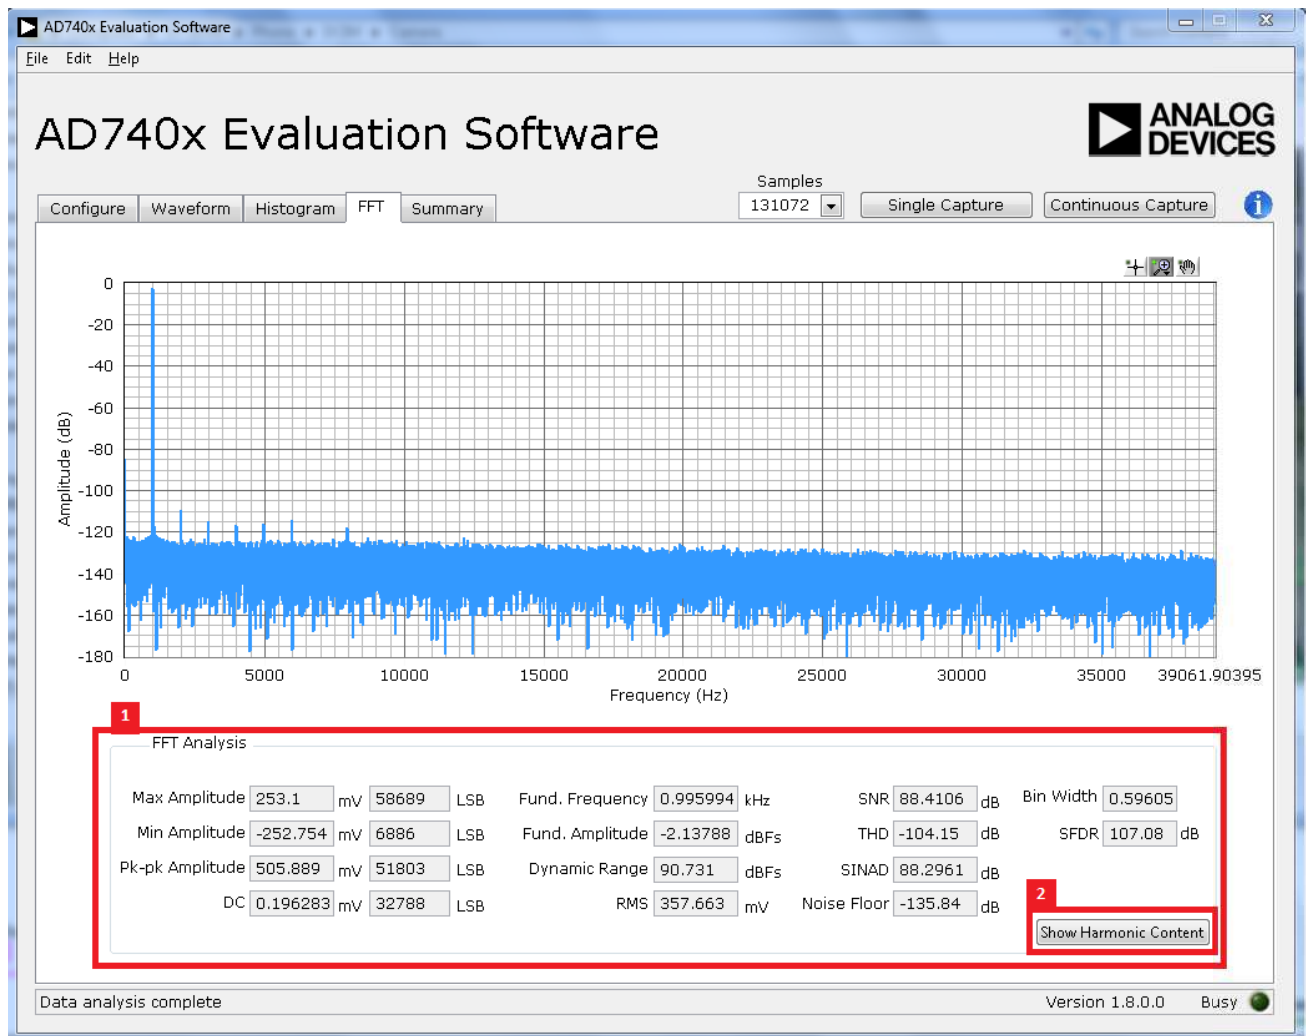 AD740x Evaluation Software
File Edit Help
AD740x Evaluation Software
ANALOG
DEVICES
Samples
Configure Waveform Histogram FFT Summary 131072 Single Capture Continuous Capture i
0
-20
-40
-60
-80
-100
-120
-140
-160
-180
Amplitude (dB)
0 5000 10000 15000 20000 25000 30000 35000 39061.90395
Frequency (Hz)
1
FFT Analysis
Max Amplitude 253.1 mV 58689 LSB Fund. Frequency 0.995994 kHz SNR 88.4106 dB Bin Width 0.59605
Min Amplitude -252.754 mV 6886 LSB Fund. Amplitude -2.13788 dBFs THD -104.15 dB SFDR 107.08 dB
Pk-pk Amplitude 505.889 mV 51803 LSB Dynamic Range 90.731 dBFs SINAD 88.2961 dB
DC 0.196283 mV 32788 LSB RMS 357.663 mV Noise Floor -135.84 dB
2
Show Harmonic Content
Data analysis complete Version 1.8.0.0 Busy